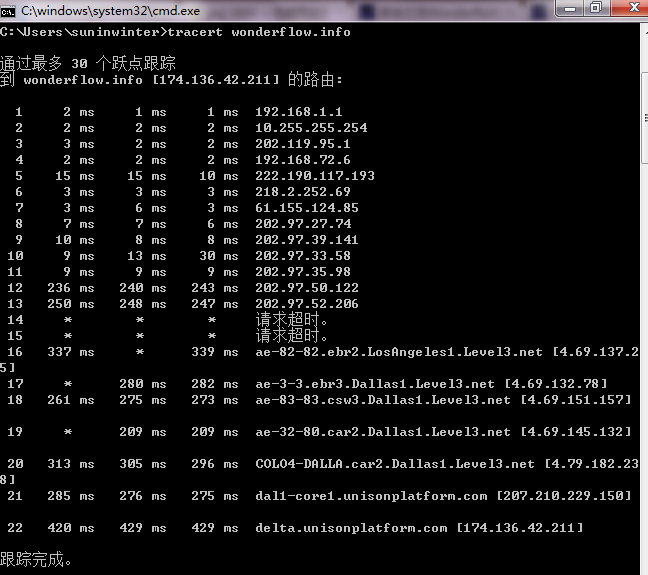 C:\windows\system32\cmd.exe
C:\Users\suninwinter>tracert wonderflow.info
通过最多 30 个跃点跟踪
到 wonderflow.info [174.136.42.211] 的路由:
1 2 ms 1 ms 1 ms 192.168.1.1
2 2 ms 2 ms 2 ms 10.255.255.254
3 3 ms 2 ms 2 ms 202.119.95.1
4 2 ms 2 ms 2 ms 192.168.72.6
5 15 ms 15 ms 10 ms 222.190.117.193
6 3 ms 3 ms 3 ms 218.2.252.69
7 3 ms 6 ms 3 ms 61.155.124.85
8 7 ms 7 ms 6 ms 202.97.27.74
9 10 ms 8 ms 8 ms 202.97.39.141
10 9 ms 13 ms 30 ms 202.97.33.58
11 9 ms 9 ms 9 ms 202.97.35.98
12 236 ms 240 ms 243 ms 202.97.50.122
13 250 ms 248 ms 247 ms 202.97.52.206
14 * * * 请求超时。
15 * * * 请求超时。
16 337 ms * 339 ms ae-82-82.ebr2.LosAngeles1.Level3.net [4.69.137.2
5]
17 * 280 ms 282 ms ae-3-3.ebr3.Dallas1.Level3.net [4.69.132.78]
18 261 ms 275 ms 273 ms ae-83-83.csw3.Dallas1.Level3.net [4.69.151.157]
19 * 209 ms 209 ms ae-32-80.car2.Dallas1.Level3.net [4.69.145.132]
20 313 ms 305 ms 296 ms COLO4-DALLA.car2.Dallas1.Level3.net [4.79.182.23
8]
21 285 ms 276 ms 275 ms dal1-core1.unisonplatform.com [207.210.229.150]
22 420 ms 429 ms 429 ms delta.unisonplatform.com [174.136.42.211]
跟踪完成。